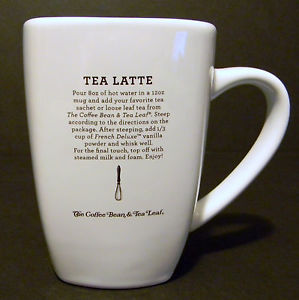 TEA LATTE
Pour 8oz of hot water in a 12oz
mug and add your favorite tea
sachet or loose leaf tea from
The Coffee Bean & Tea Leaf®. Steep
according to the directions on the
package. After steeping, add 1/3
cup of French Deluxe™ vanilla
powder and whisk well.
For the final touch, top off with
steamed milk and foam. Enjoy!
The Coffee Bean & Tea Leaf®